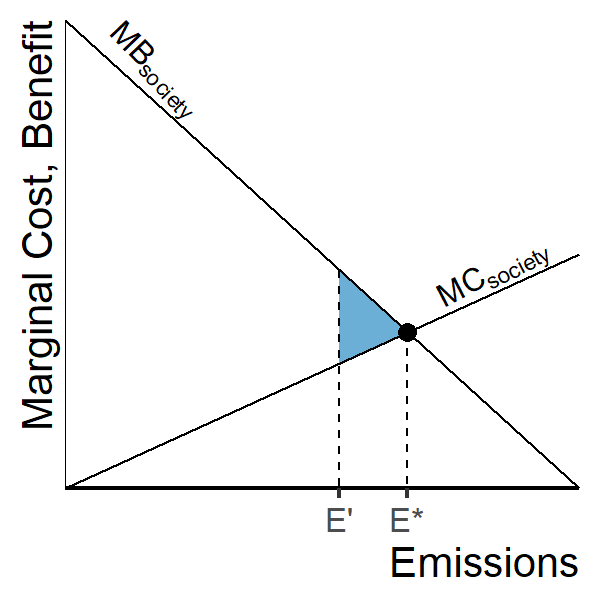 Marginal Cost, Benefit
MBsociety
MCsociety
E'
E*
Emissions